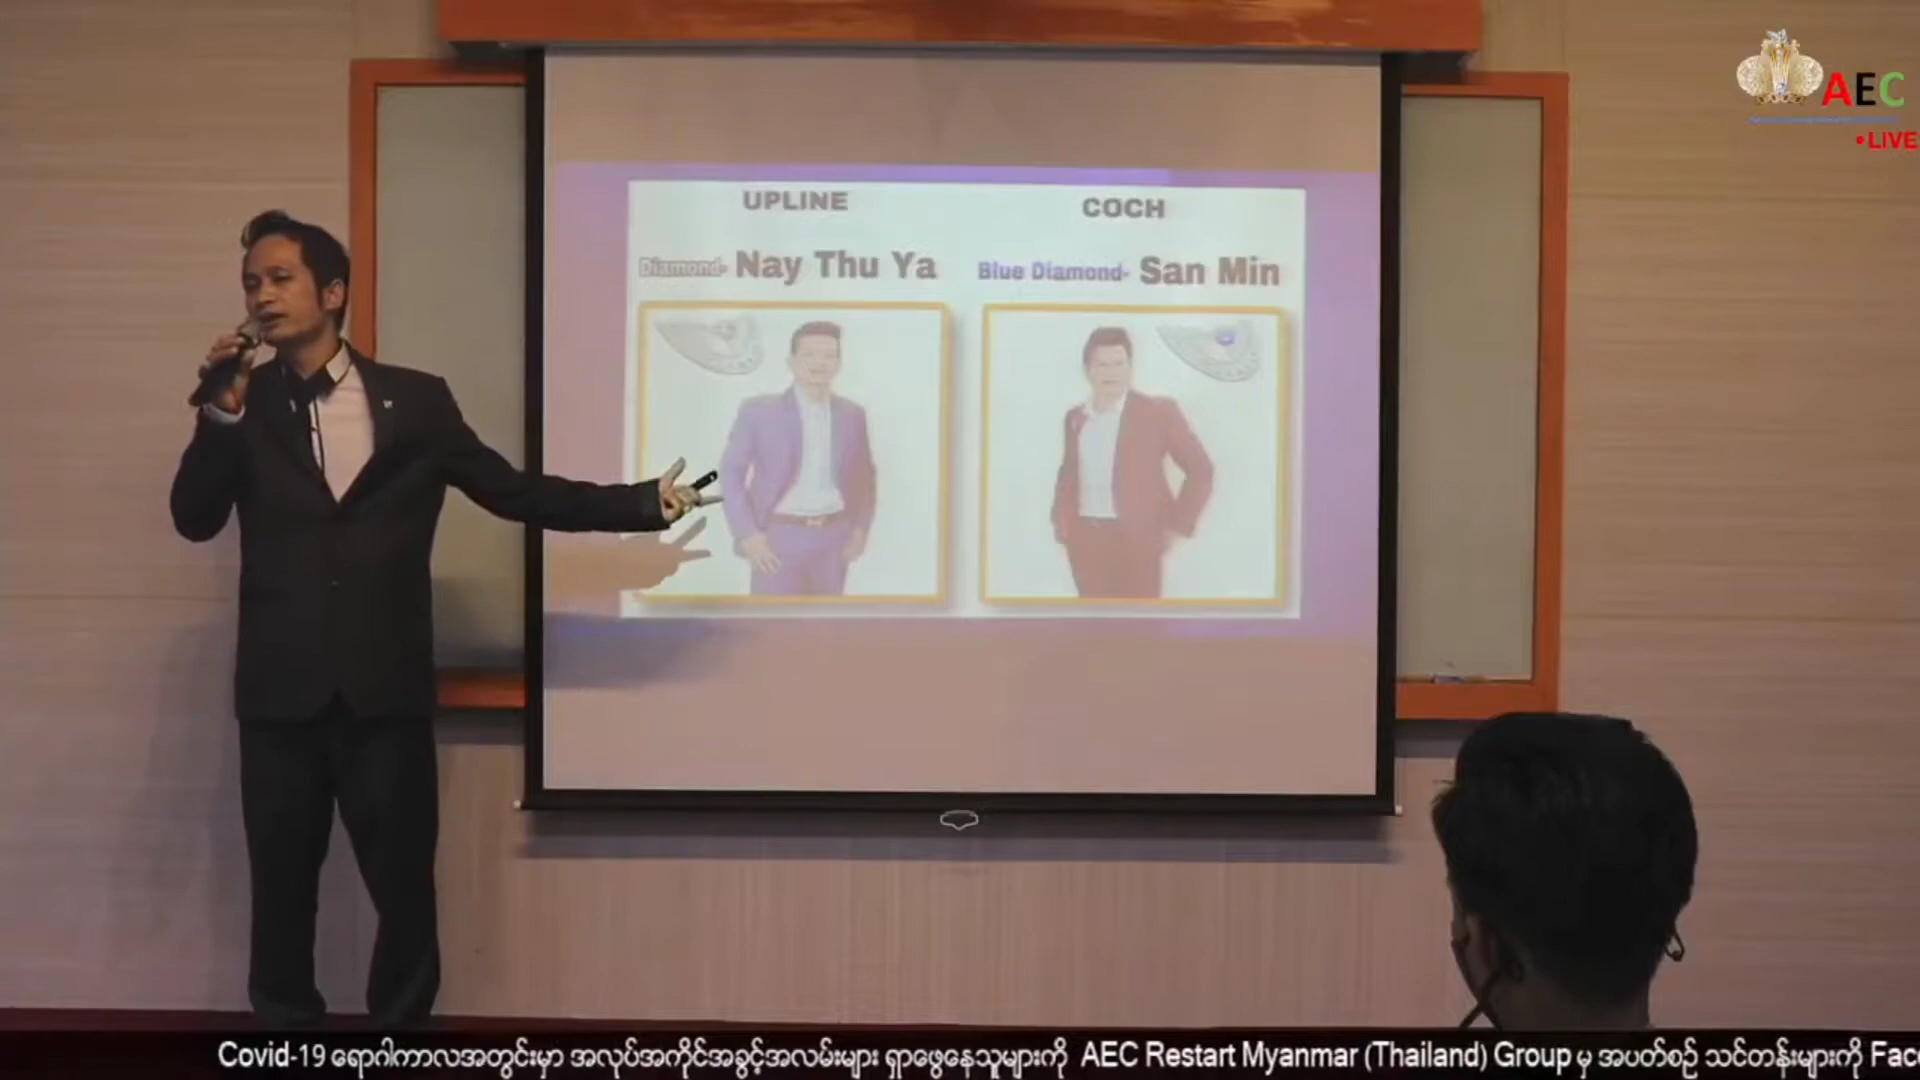 AEC
•LIVE
UPLINE
COCH
Diamond- Nay Thu Ya
Blue Diamond- San Min
Covid-19 ရောဂါကာလအတွင်းမှာ အလုပ်အကိုင်အခွင့်အလမ်းများ ရှာဖွေနေသူများကို AEC Restart Myanmar (Thailand) Group မှ အပတ်စဉ် သင်တန်းများကို Face